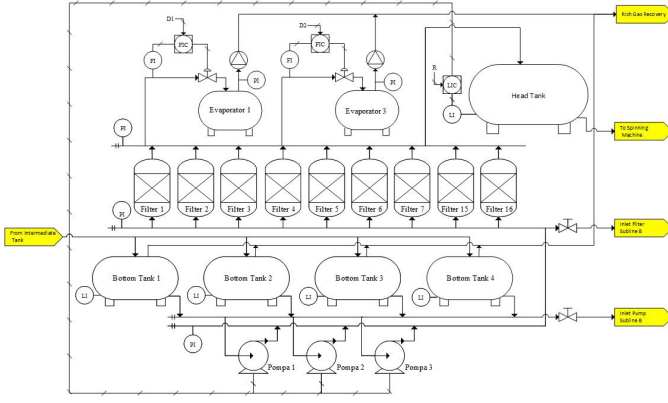 D1
D2
Rich Gas Recovery
FIC
FIC
FI
FI
PI
PI
R
LIC
LI
Head Tank
Evaporator 1
Evaporator 3
PI
To Spinning
Machine
Filter 1
Filter 2
Filter 3
Filter 4
Filter 5
Filter 6
Filter 7
Filter 15
Filter 16
PI
Inlet Filter
Subline B
From Intermediate
Tank
Bottom Tank 1
Bottom Tank 2
Bottom Tank 3
Bottom Tank 4
LI
LI
LI
LI
Inlet Pump
Subline B
PI
Pompa 1
Pompa 2
Pompa 3